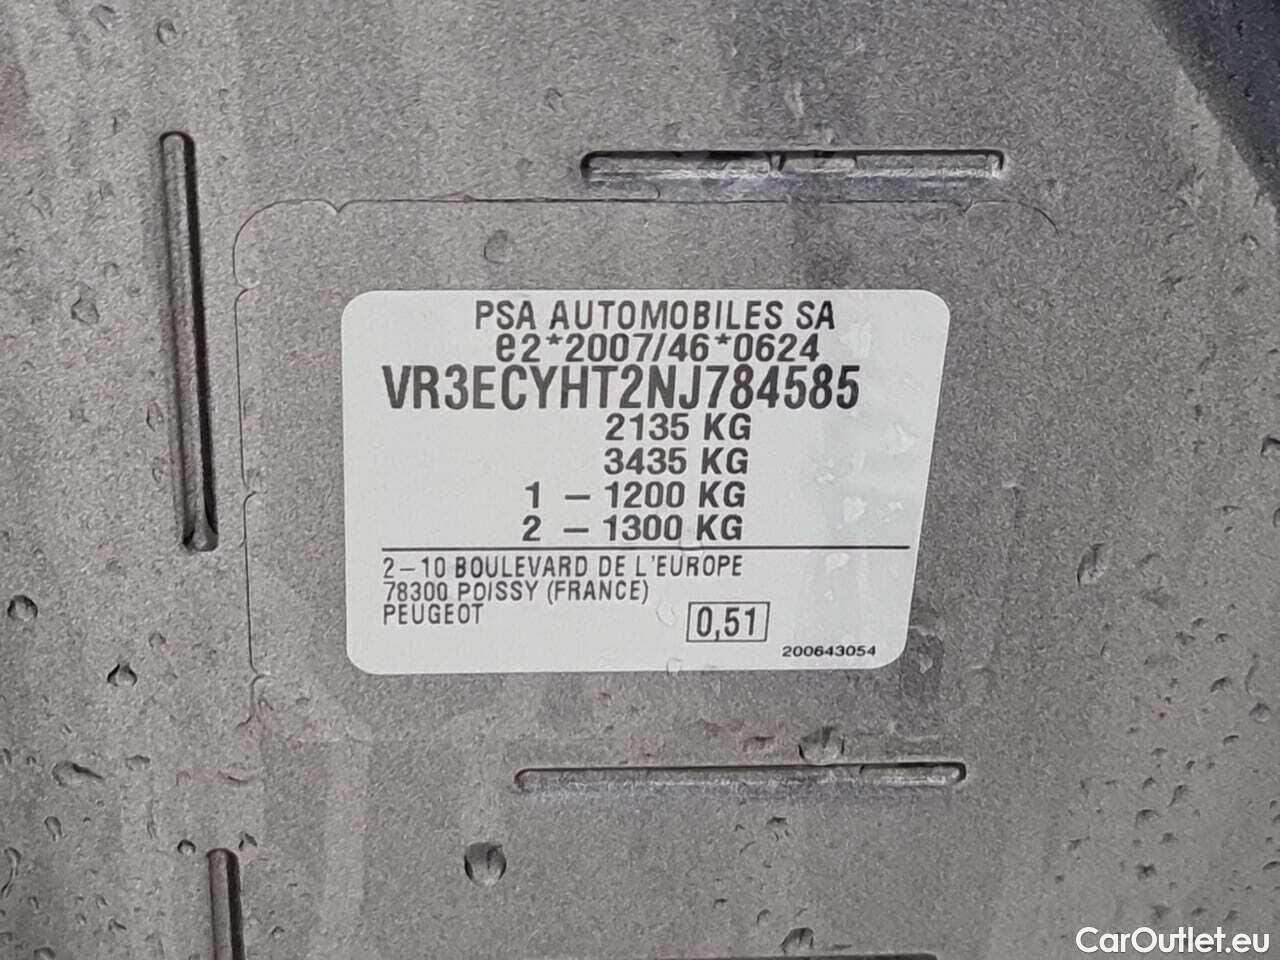 PSA AUTOMOBILES SA
e2*2007/46*0624
VR3ECYHT2NJ784585
2135 KG
3435 KG
1 – 1200 KG
2 – 1300 KG
2–10 BOULEVARD DE L'EUROPE
78300 POISSY (FRANCE)
PEUGEOT
0,51
200643054
CarOutlet.eu